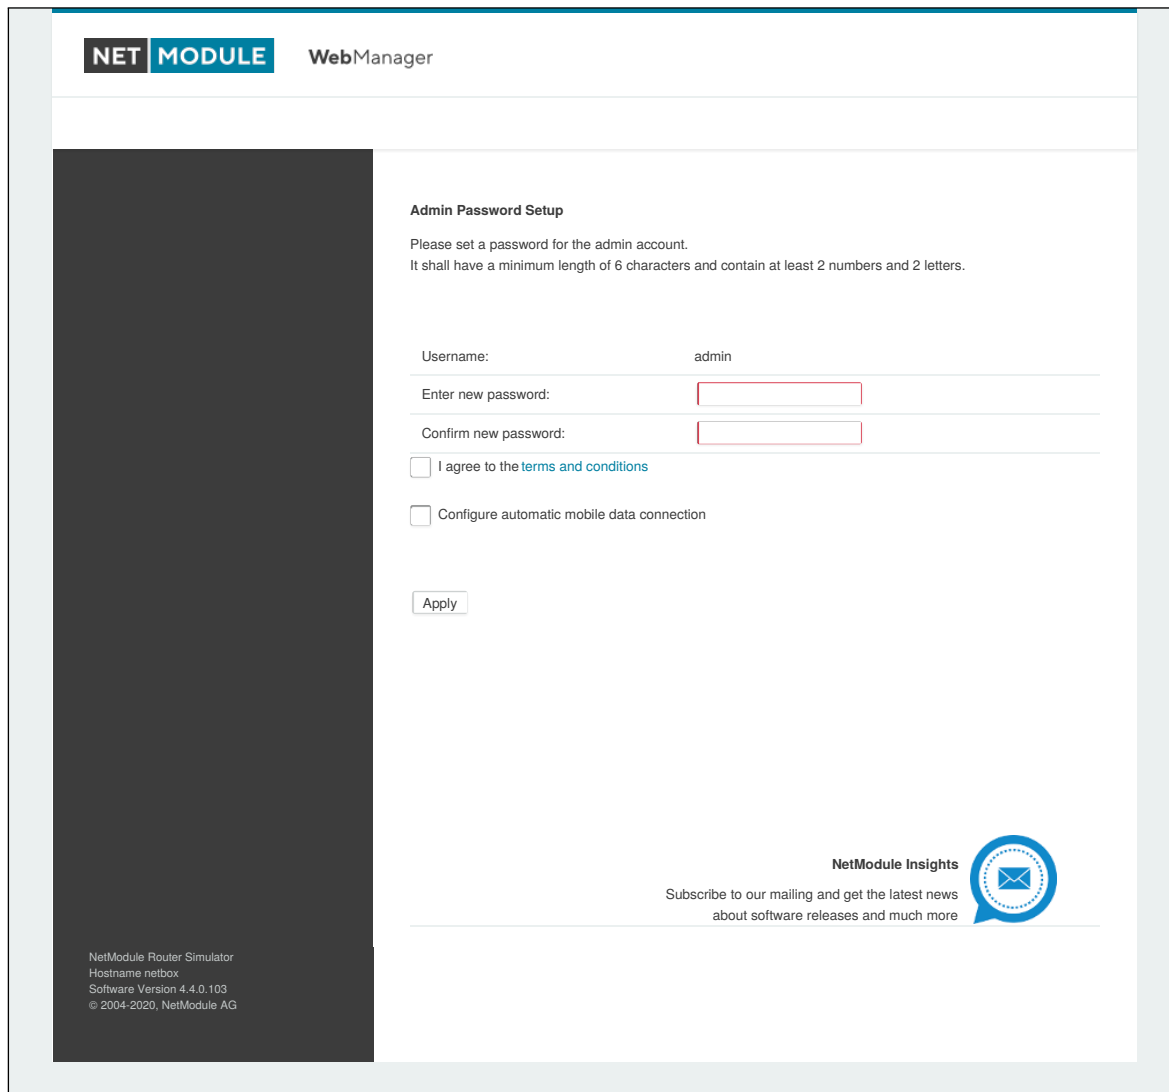 NET MODULE WebManager
Admin Password Setup
Please set a password for the admin account.
It shall have a minimum length of 6 characters and contain at least 2 numbers and 2 letters.
Username: admin
Enter new password:
Confirm new password:
I agree to the terms and conditions
Configure automatic mobile data connection
Apply
NetModule Insights
Subscribe to our mailing and get the latest news
about software releases and much more
NetModule Router Simulator
Hostname netbox
Software Version 4.4.0.103
© 2004-2020, NetModule AG